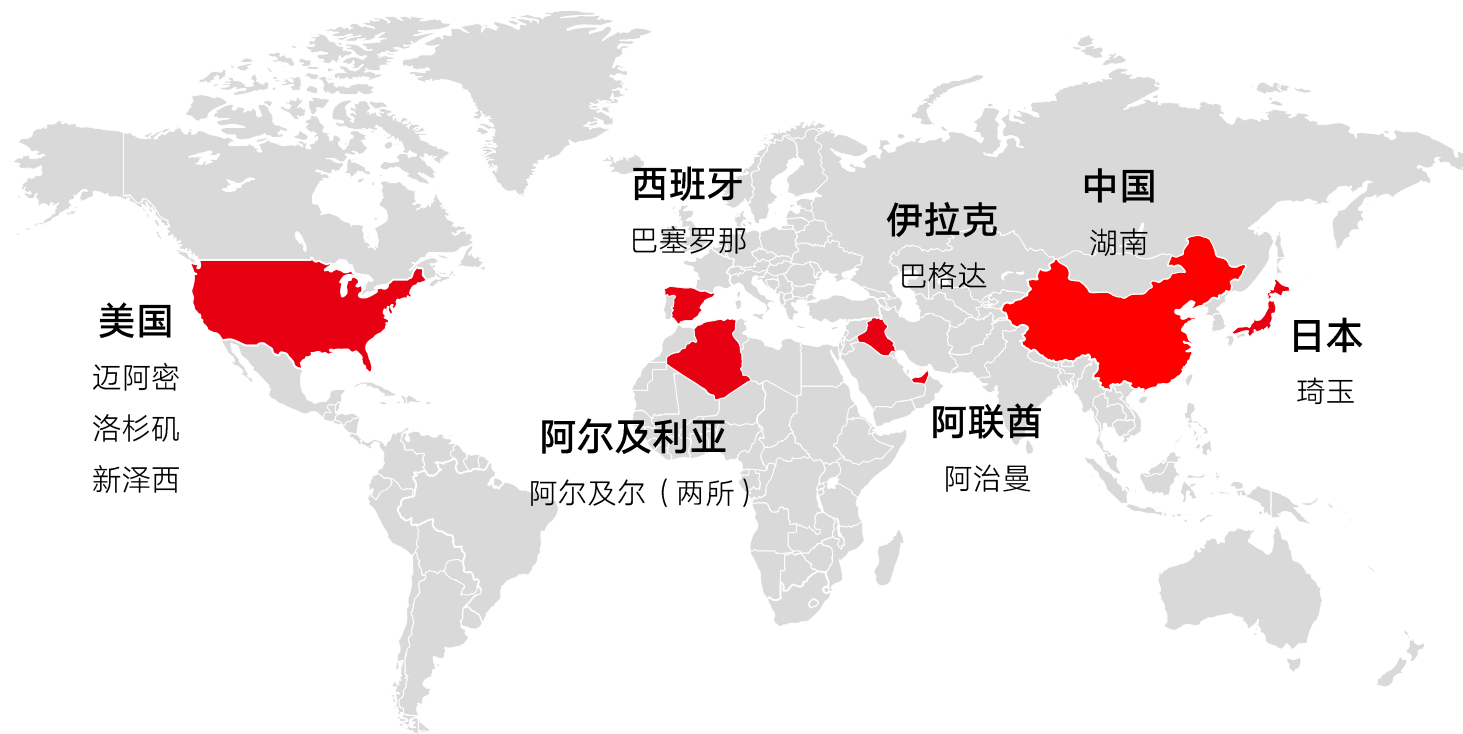 西班牙
巴塞罗那
中国
湖南
伊拉克
巴格达
美国
迈阿密
洛杉矶
新泽西
日本
琦玉
阿联酋
阿治曼
阿尔及利亚
阿尔及尔（两所）